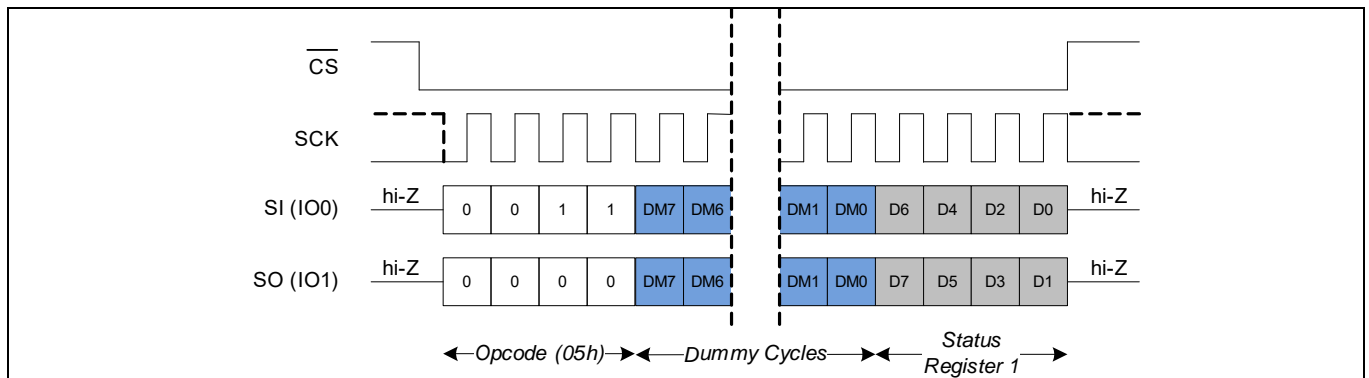 CS
SCK
hi-Z SI (IO0) 0 0 1 1 DM7 DM6 DM1 DM0 D6 D4 D2 D0 hi-Z
hi-Z SO (IO1) 0 0 0 0 DM7 DM6 DM1 DM0 D7 D5 D3 D1 hi-Z
Opcode (05h) Dummy Cycles Status
Register 1